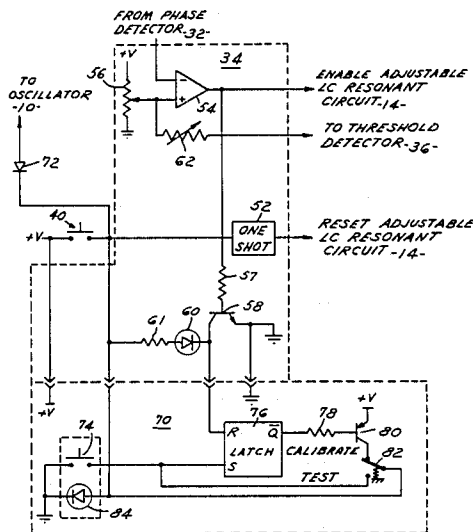 FROM PHASE
DETECTOR-32-
34
+V
56
-
+
54
ENABLE ADJUSTABLE
LC RESONANT
CIRCUIT-14-
TO
OSCILLATOR
-10-
62
TO THRESHOLD
DETECTOR-36-
72
40
+V
52
ONE
SHOT
RESET ADJUSTABLE
LC RESONANT
CIRCUIT -14-
57
58
61
60
+V
70
76
+V
74
R
Q̄
78
80
LATCH
CALIBRATE
82
S
TEST
84